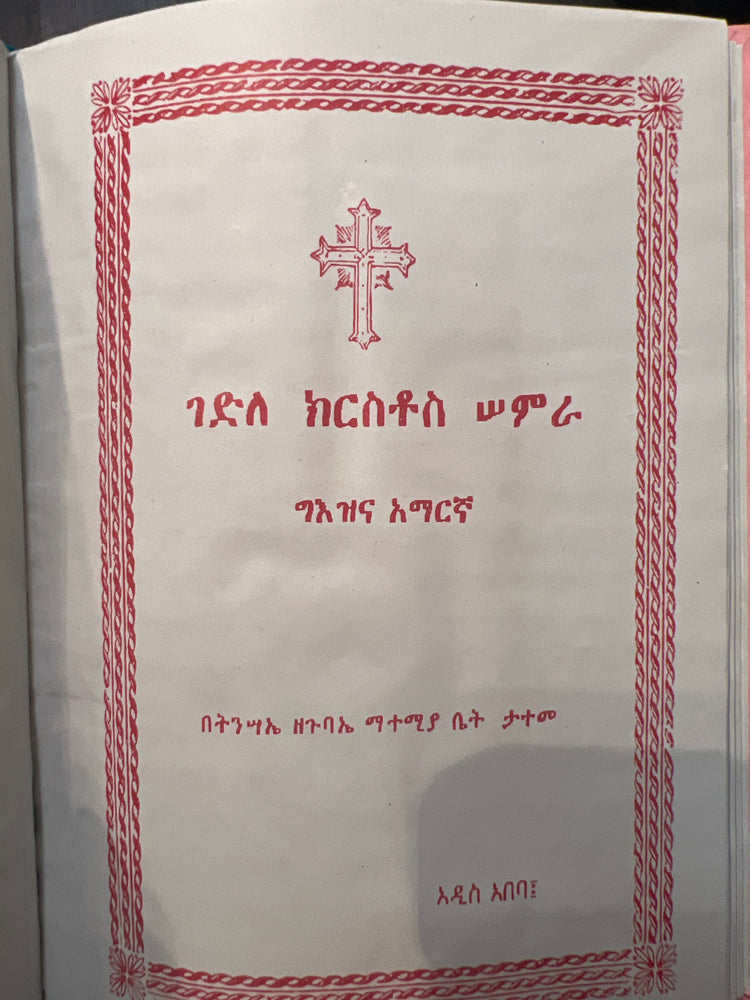 ገድለ ክርስቶስ ሠምራ
ግእዝና አማርኛ
በትንሣኤ ዘጉባኤ ማተሚያ ቤት ታተመ
አዲስ አበባ፤